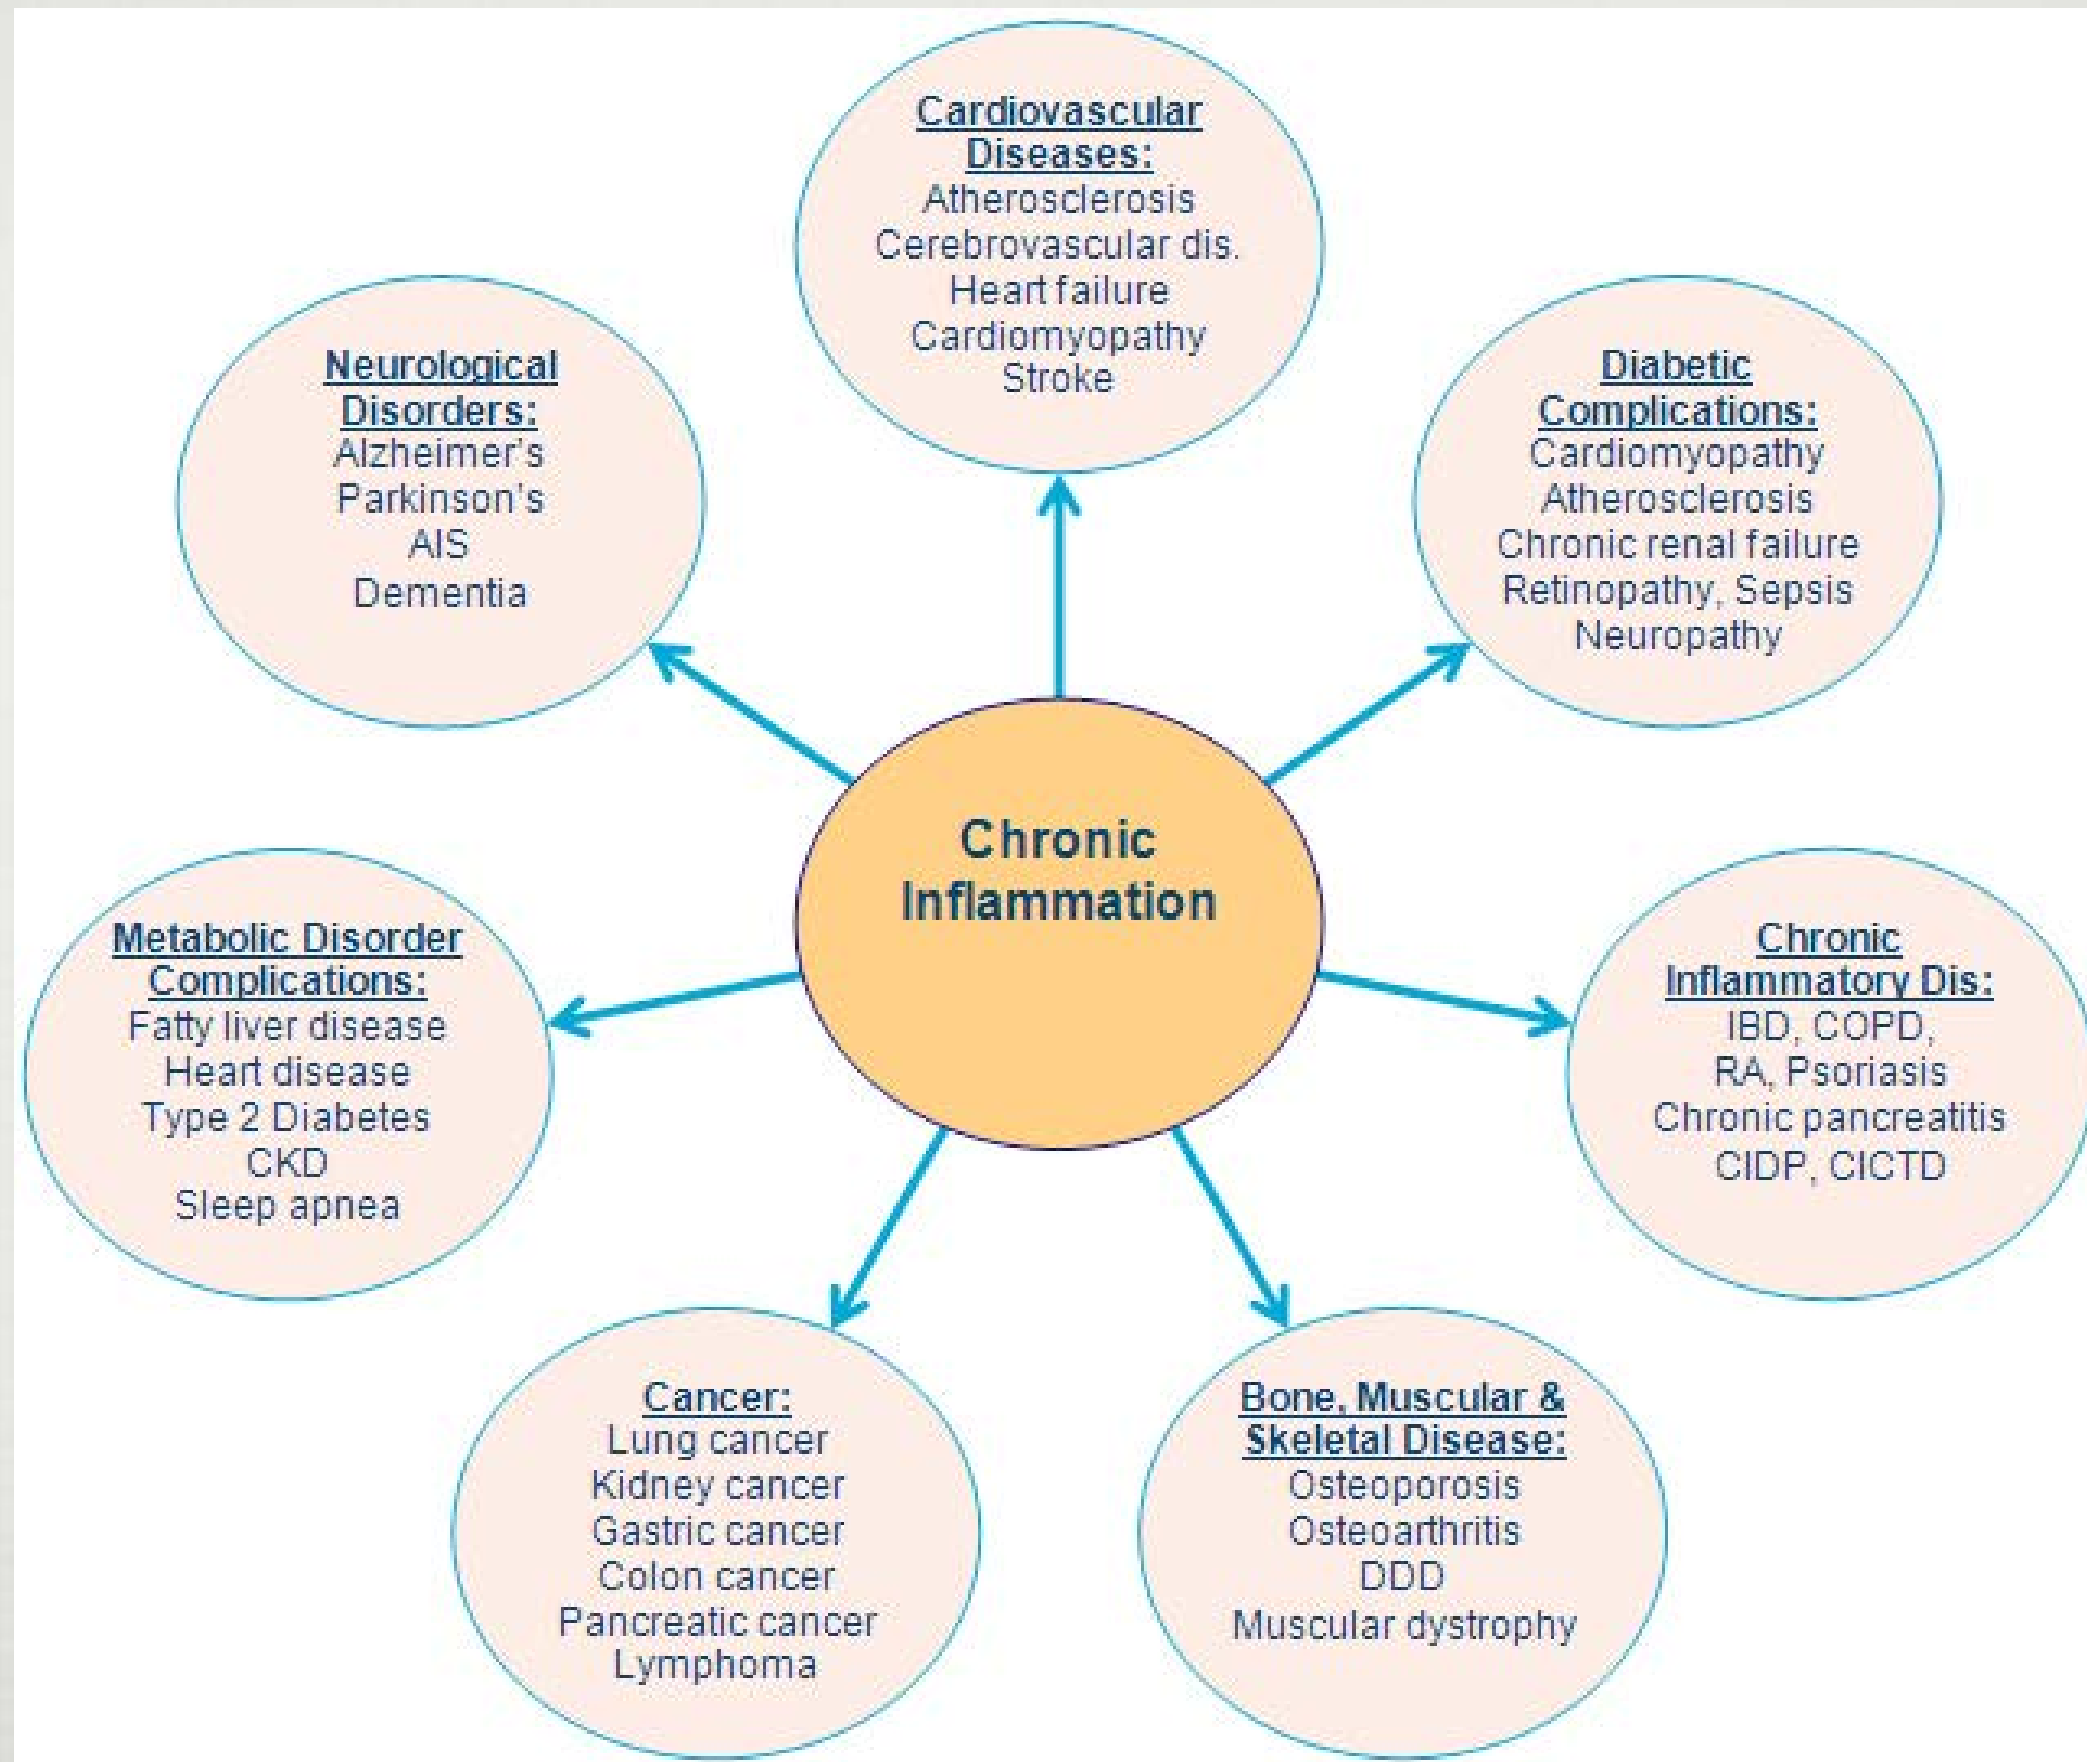 Cardiovascular
Diseases:
Atherosclerosis
Cerebrovascular dis.
Heart failure
Cardiomyopathy
Stroke
Neurological
Disorders:
Alzheimer's
Parkinson's
AIS
Dementia
Diabetic
Complications:
Cardiomyopathy
Atherosclerosis
Chronic renal failure
Retinopathy, Sepsis
Neuropathy
Chronic
Inflammation
Metabolic Disorder
Complications:
Fatty liver disease
Heart disease
Type 2 Diabetes
CKD
Sleep apnea
Chronic
Inflammatory Dis:
IBD, COPD,
RA, Psoriasis
Chronic pancreatitis
CIDP, CICTD
Cancer:
Lung cancer
Kidney cancer
Gastric cancer
Colon cancer
Pancreatic cancer
Lymphoma
Bone, Muscular &
Skeletal Disease:
Osteoporosis
Osteoarthritis
DDD
Muscular dystrophy